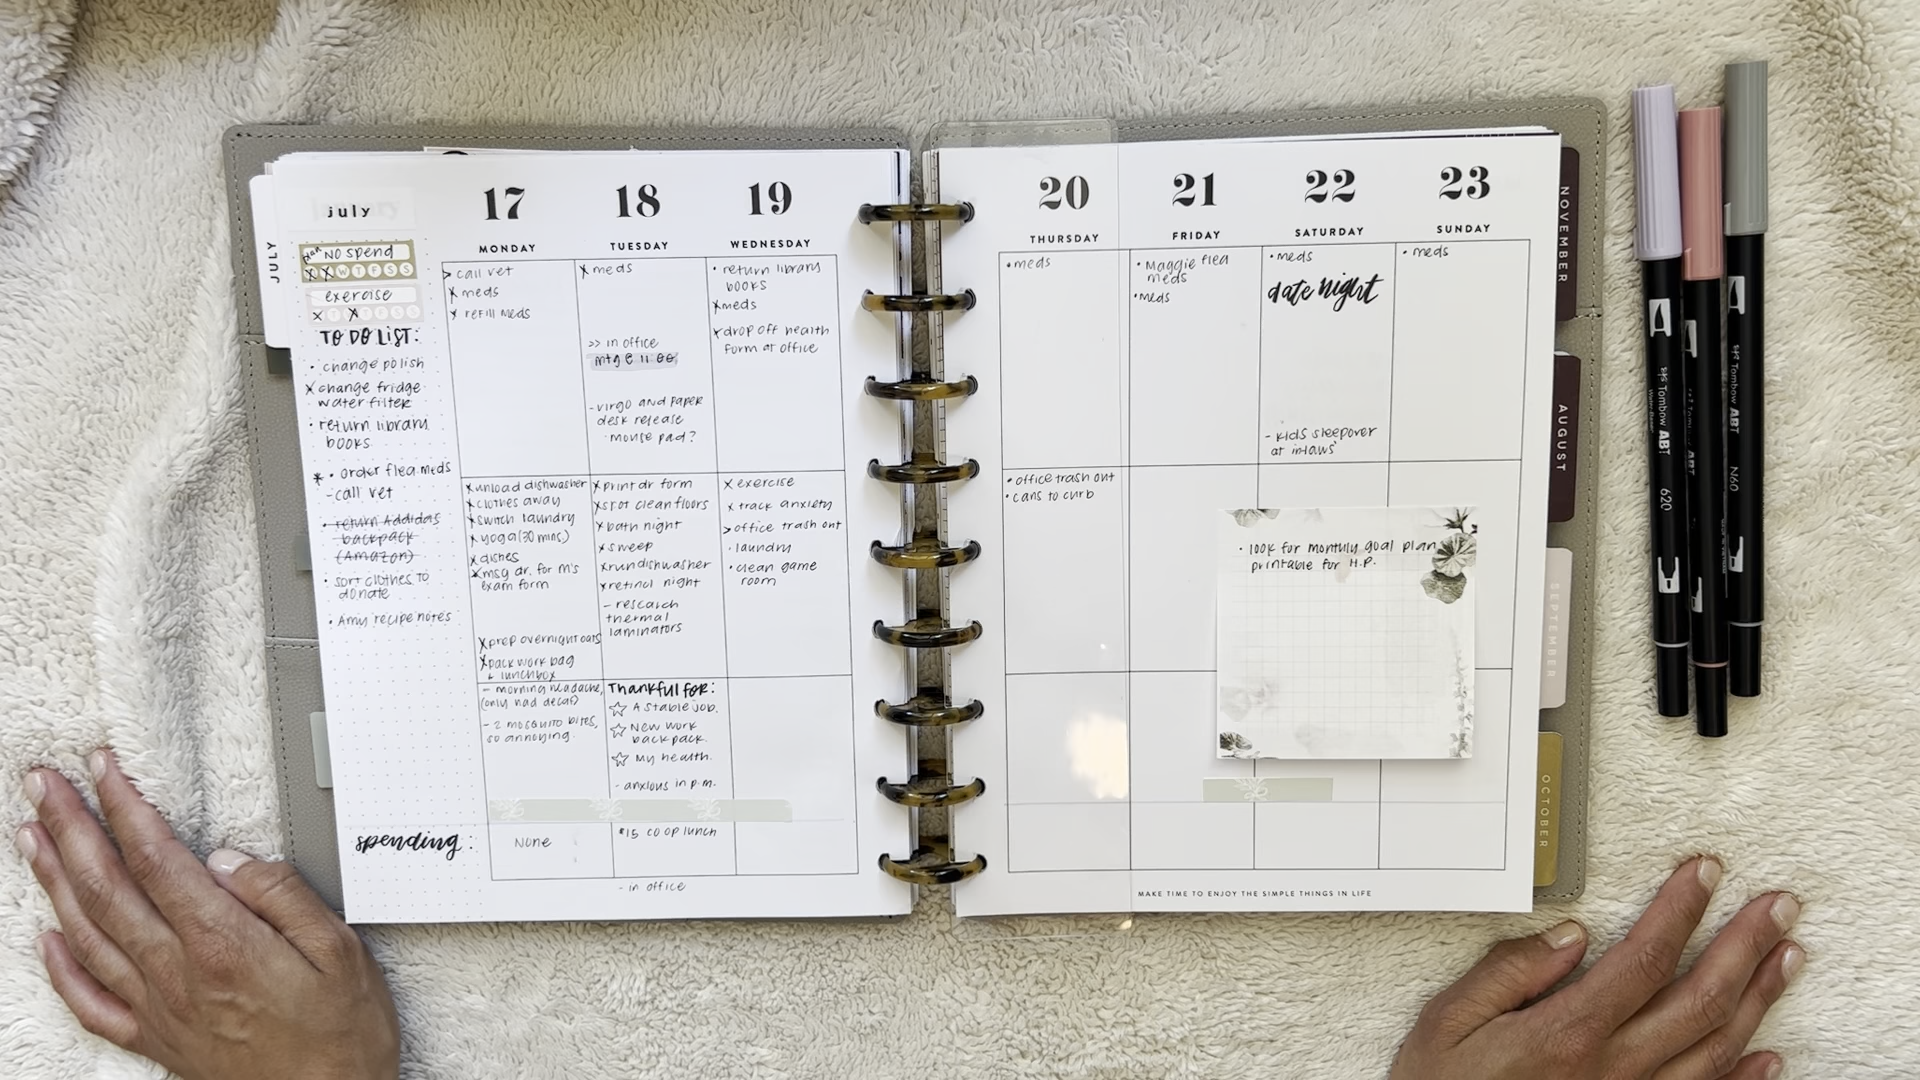 july
17
MONDAY
18
TUESDAY
19
WEDNESDAY
JULY
NO spend
W T F S S
exercise
TO DO LIST:
• change polish
x change fridge
water filter
• return library
books
* • order flea meds
- call vet
• return Addidas
backpack
(Amazon)
• sort clothes to
donate
• Amy recipe notes
spending:
> call vet
x meds
x refill meds
x unload dishwasher
x clothes away
x switch laundry
x yoga (30 mins)
x dishes
x msg dr. for m's
exam form
x prep overnight oats
x pack work bag
+ lunchbox
- morning headache,
(only had decaf)
- 2 mosquito bites,
so annoying.
None
x meds
>> in office
mtg @ 11:00
- virgo and paper
desk release
mouse pad?
x print dr form
x spot clean floors
x bath night
x sweep
x run dishwasher
x retinol night
- research
thermal
laminators
Thankful for:
☆ A stable job.
☆ New work
backpack.
☆ My health.
- anxious in p.m.
$15 CO OP lunch
- in office
• return library
books
x meds
x drop off health
form at office
x exercise
x track anxiety
> office trash out
• laundry
• clean game
room
20
THURSDAY
21
FRIDAY
22
SATURDAY
23
SUNDAY
• meds
• office trash out
• cans to curb
• Maggie flea
meds
• meds
• meds
date night
- kids sleepover
at inlaws
• meds
• look for monthly goal plan
printable for H.P.
MAKE TIME TO ENJOY THE SIMPLE THINGS IN LIFE
NOVEMBER
AUGUST
SEPTEMBER
OCTOBER
Tombow ABT
620
Tombow ABT
Tombow ABT
N60